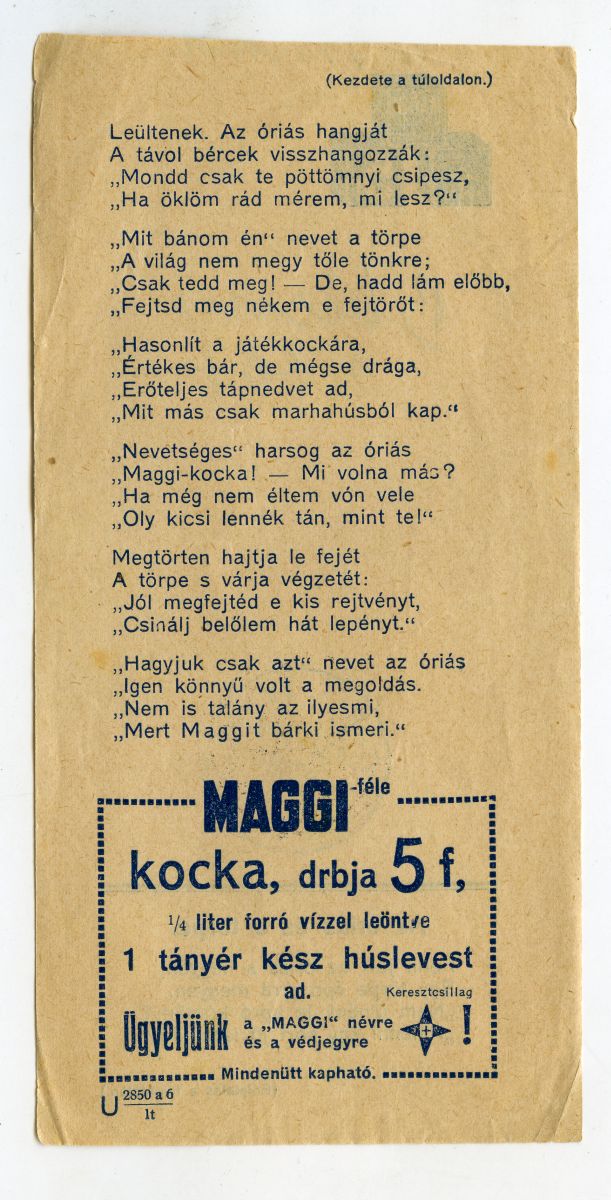 (Kezdete a túloldalon.)
Leültenek. Az óriás hangját
A távol bércek visszhangozzák:
„Mondd csak te pöttömnyi csipesz,
„Ha öklöm rád mérem, mi lesz?“
„Mit bánom én“ nevet a törpe
„A világ nem megy tőle tönkre;
„Csak tedd meg! — De, hadd lám előbb,
„Fejtsd meg nékem e fejtörőt:
„Hasonlít a játékkockára,
„Értékes bár, de mégse drága,
„Erőteljes tápnedvet ad,
„Mit más csak marhahúsból kap.“
„Nevetséges“ harsog az óriás
„Maggi-kocka! — Mi volna más?
„Ha még nem éltem vón vele
„Oly kicsi lennék tán, mint te!“
Megtörten hajtja le fejét
A törpe s várja végzetét:
„Jól megfejtéd e kis rejtvényt,
„Csinálj belőlem hát lepényt.“
„Hagyjuk csak azt“ nevet az óriás
„Igen könnyű volt a megoldás.
„Nem is talány az ilyesmi,
„Mert Maggit bárki ismeri.“
MAGGI-féle
kocka, drbja 5 f,
1/4 liter forró vízzel leöntve
1 tányér kész húslevest
ad.
Keresztcsillag
Ügyeljünk a „MAGGI“ névre
és a védjegyre !
Mindenütt kapható.
U 2850 a 6
1t